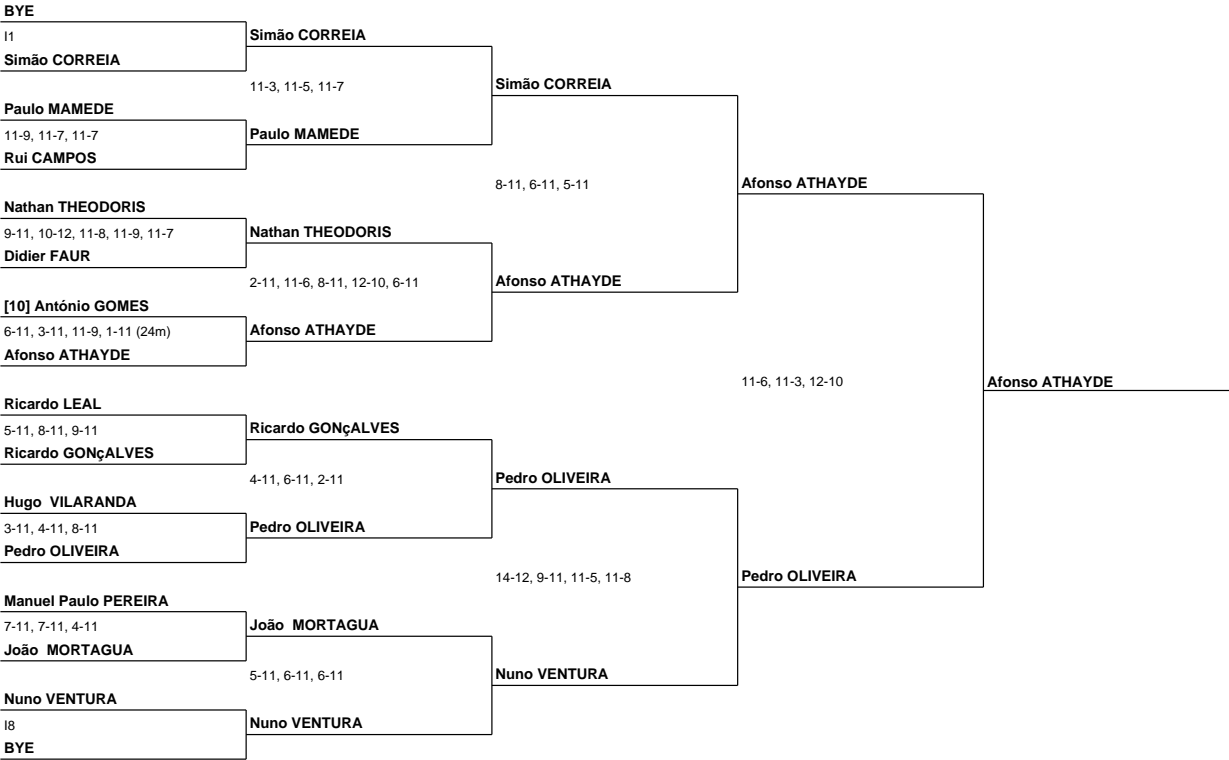 BYE
I1
Simão CORREIA
Simão CORREIA
11-3, 11-5, 11-7
Simão CORREIA
Paulo MAMEDE
11-9, 11-7, 11-7
Paulo MAMEDE
Rui CAMPOS
8-11, 6-11, 5-11
Afonso ATHAYDE
Nathan THEODORIS
9-11, 10-12, 11-8, 11-9, 11-7
Nathan THEODORIS
Didier FAUR
2-11, 11-6, 8-11, 12-10, 6-11
Afonso ATHAYDE
[10] António GOMES
6-11, 3-11, 11-9, 1-11 (24m)
Afonso ATHAYDE
Afonso ATHAYDE
11-6, 11-3, 12-10
Afonso ATHAYDE
Ricardo LEAL
5-11, 8-11, 9-11
Ricardo GONçALVES
Ricardo GONçALVES
4-11, 6-11, 2-11
Pedro OLIVEIRA
Hugo  VILARANDA
3-11, 4-11, 8-11
Pedro OLIVEIRA
Pedro OLIVEIRA
14-12, 9-11, 11-5, 11-8
Pedro OLIVEIRA
Manuel Paulo PEREIRA
7-11, 7-11, 4-11
João  MORTAGUA
João  MORTAGUA
5-11, 6-11, 6-11
Nuno VENTURA
Nuno VENTURA
I8
Nuno VENTURA
BYE